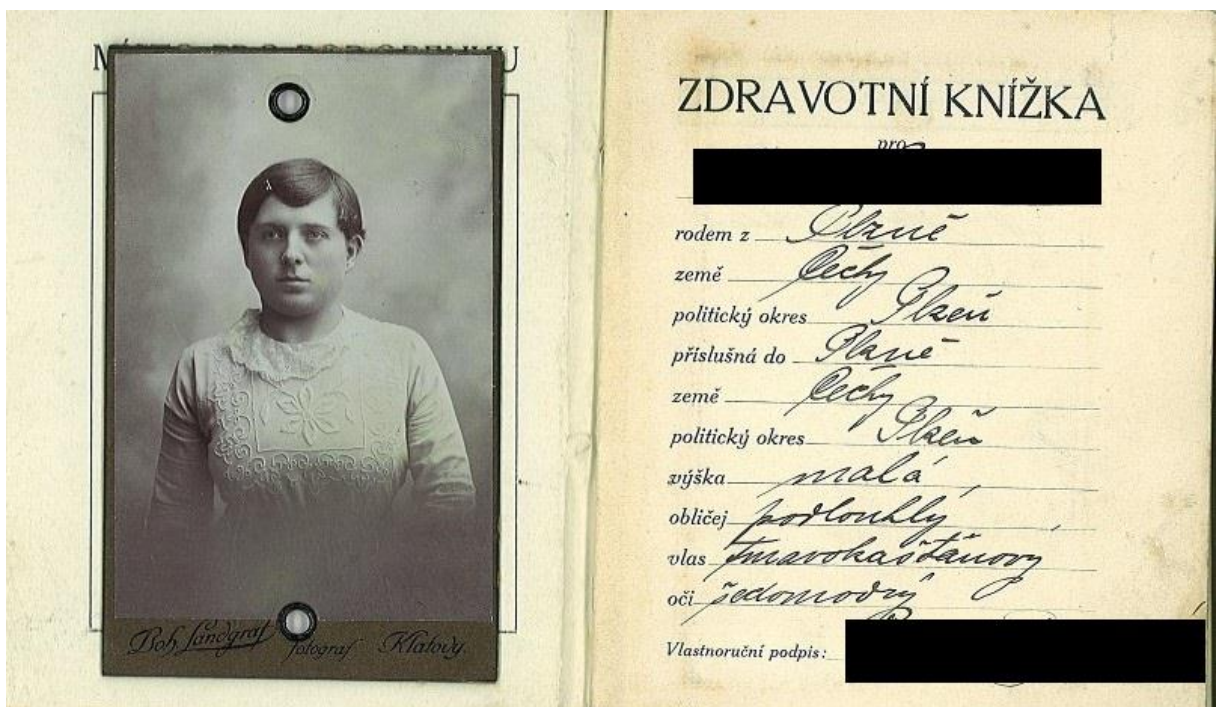 Boh. Landgraf fotograf Klatovy.
ZDRAVOTNÍ KNÍŽKA
pro
rodem z Plzně
země Čechy
politický okres Plzeň
příslušná do Plzně
země Čechy
politický okres Plzeň
výška malá
obličej podlouhlý
vlas tmavokaštanový
oči šedomodrý
Vlastnoruční podpis: